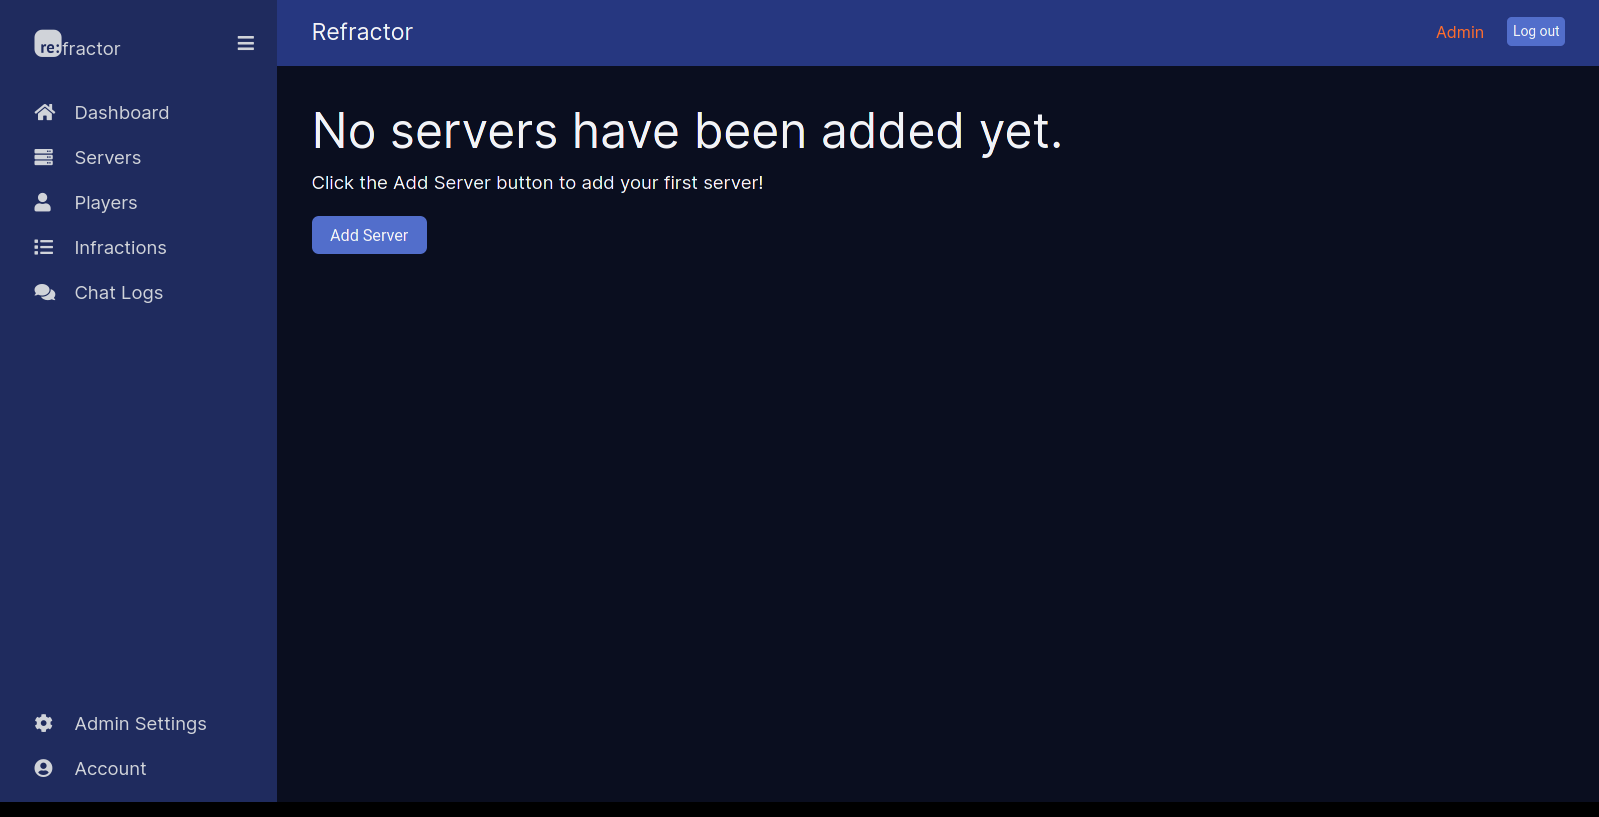 re:fractor
Dashboard
Servers
Players
Infractions
Chat Logs
Admin Settings
Account
Refractor
Admin
Log out
No servers have been added yet.
Click the Add Server button to add your first server!
Add Server